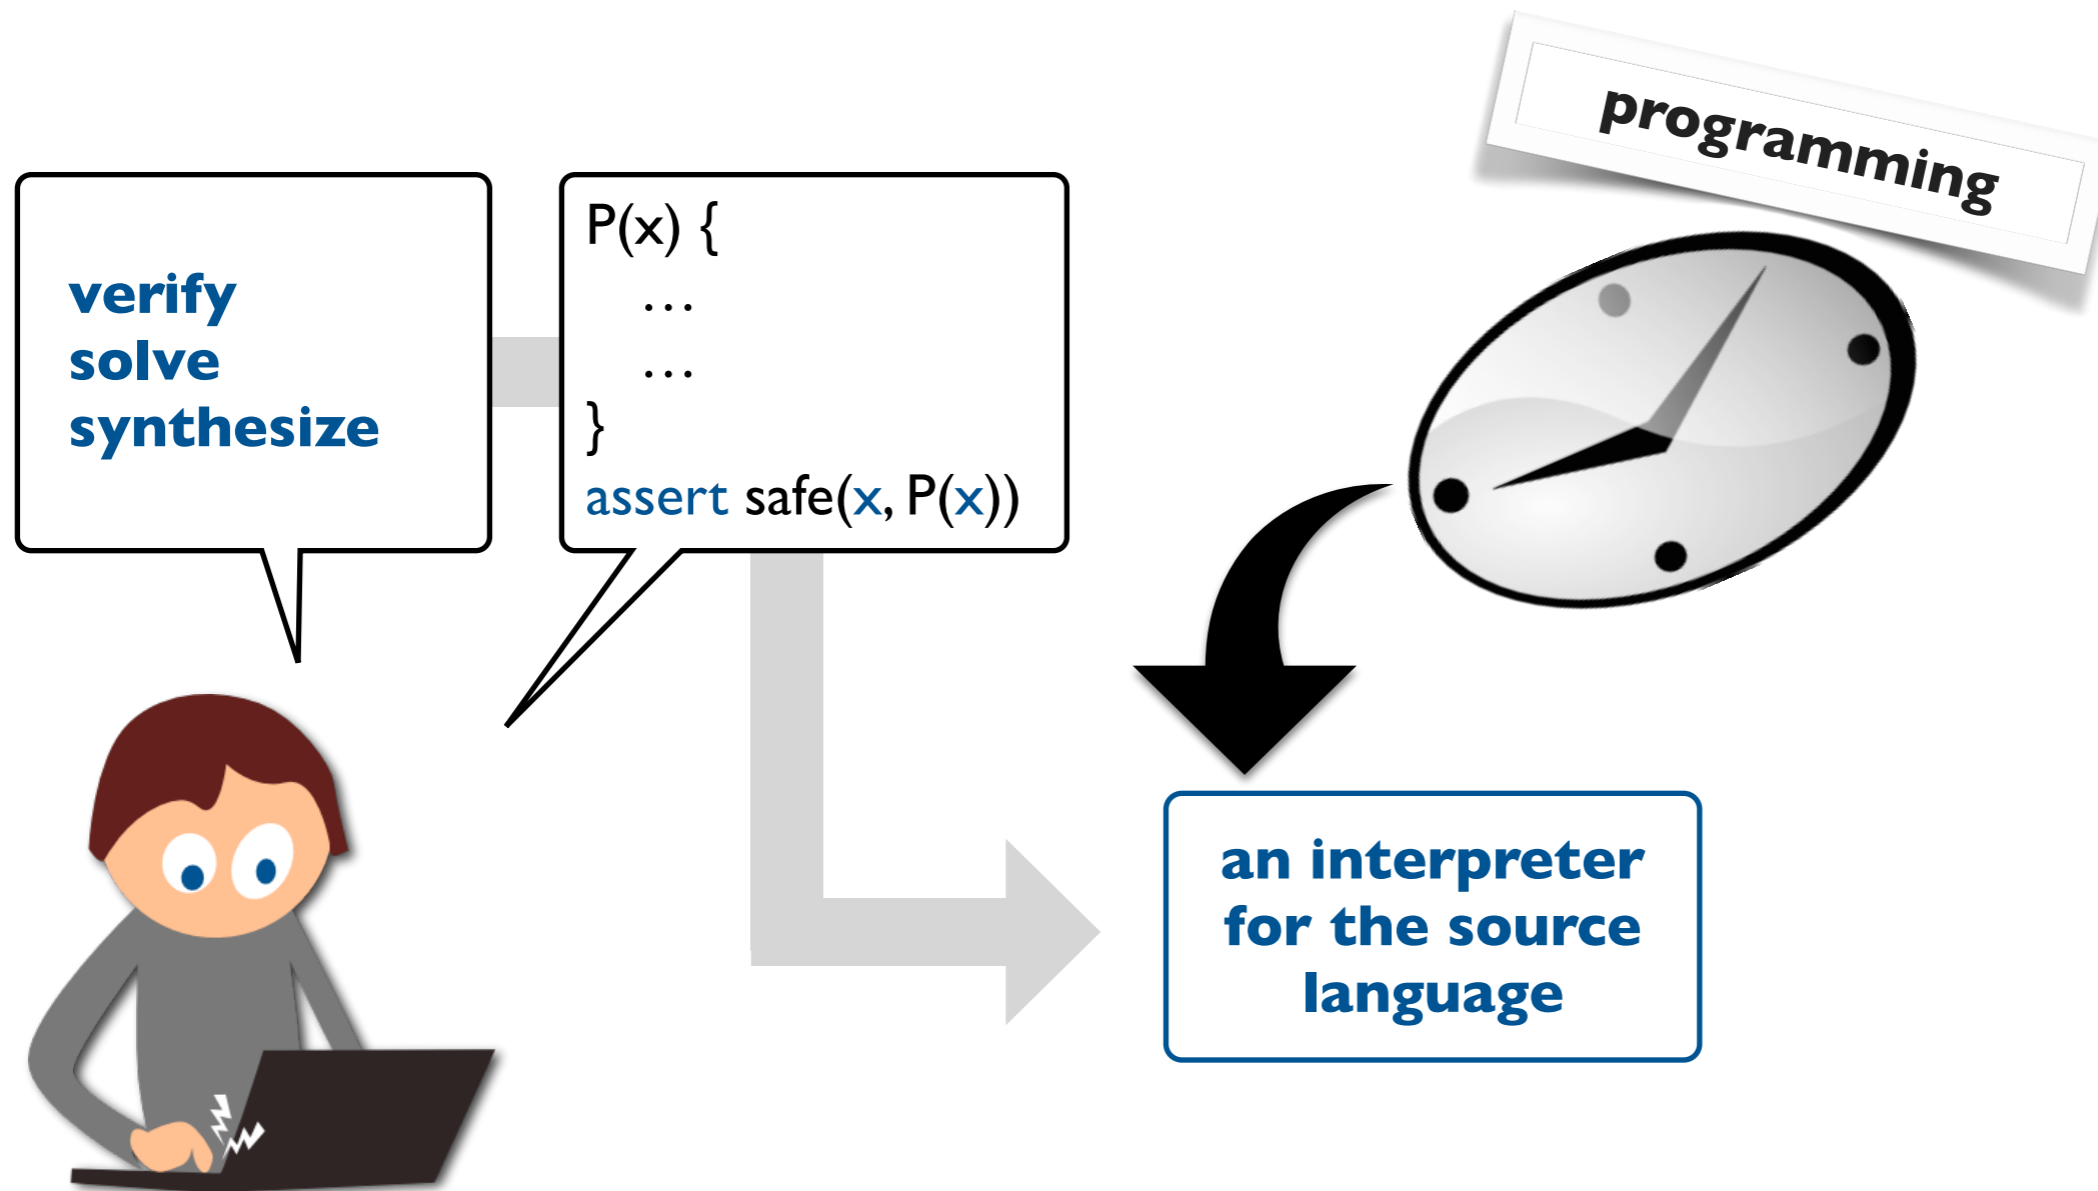 programming
verify
solve
synthesize
P(x) {
…
…
}
assert safe(x, P(x))
an interpreter
for the source
language